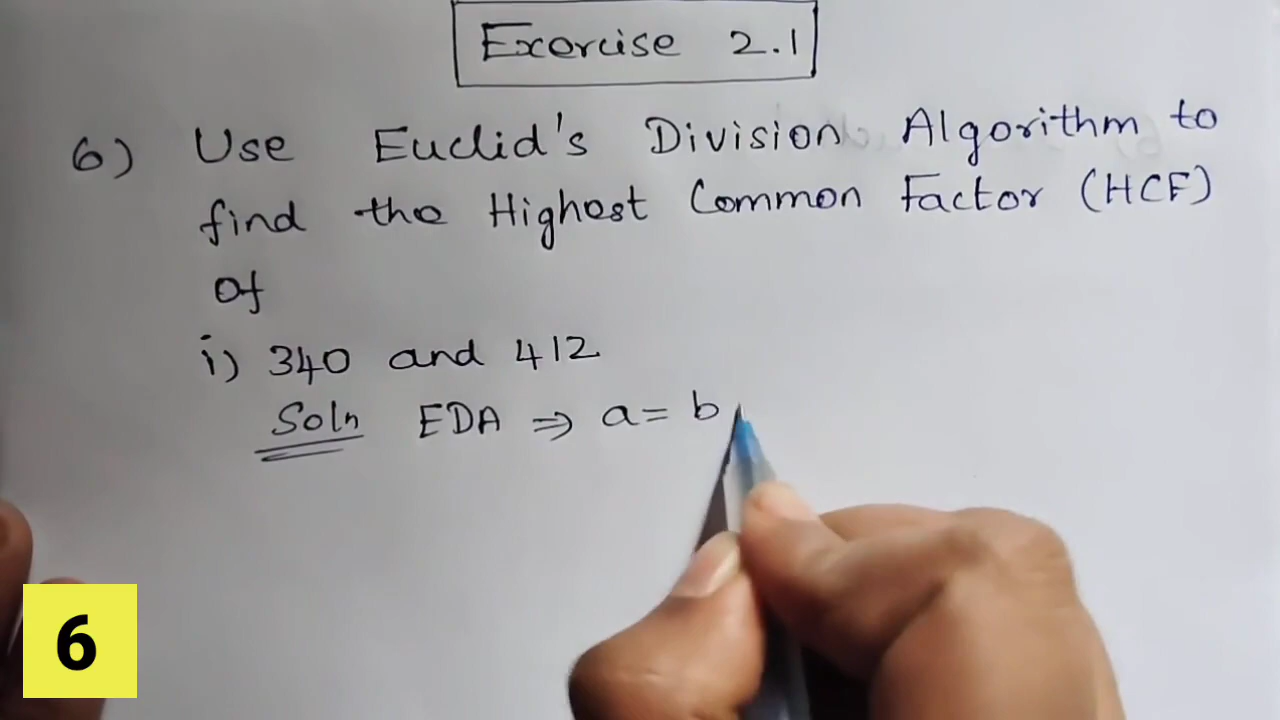 Exercise 2.1
6) Use Euclid's Division Algorithm to
find the Highest Common Factor (HCF)
of
i) 340 and 412
Soln EDA ⇒ a = b
6